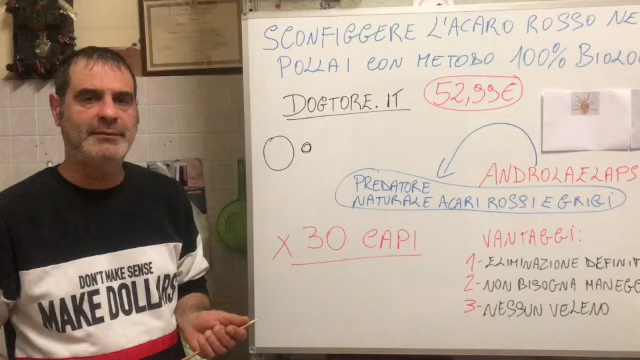 SCONFIGGERE L'ACARO ROSSO NE
POLLAI CON METODO 100% BIOLO
DOGTORE.IT
52,99€
ANDROLAELAPS
PREDATORE
NATURALE ACARI ROSSI E GRIGI
X 30 CAPI
VANTAGGI:
1- ELIMINAZIONE DEFINIT
2- NON BISOGNA MANEGG
3- NESSUN VELENO
DON'T MAKE SENSE
MAKE DOLLARS